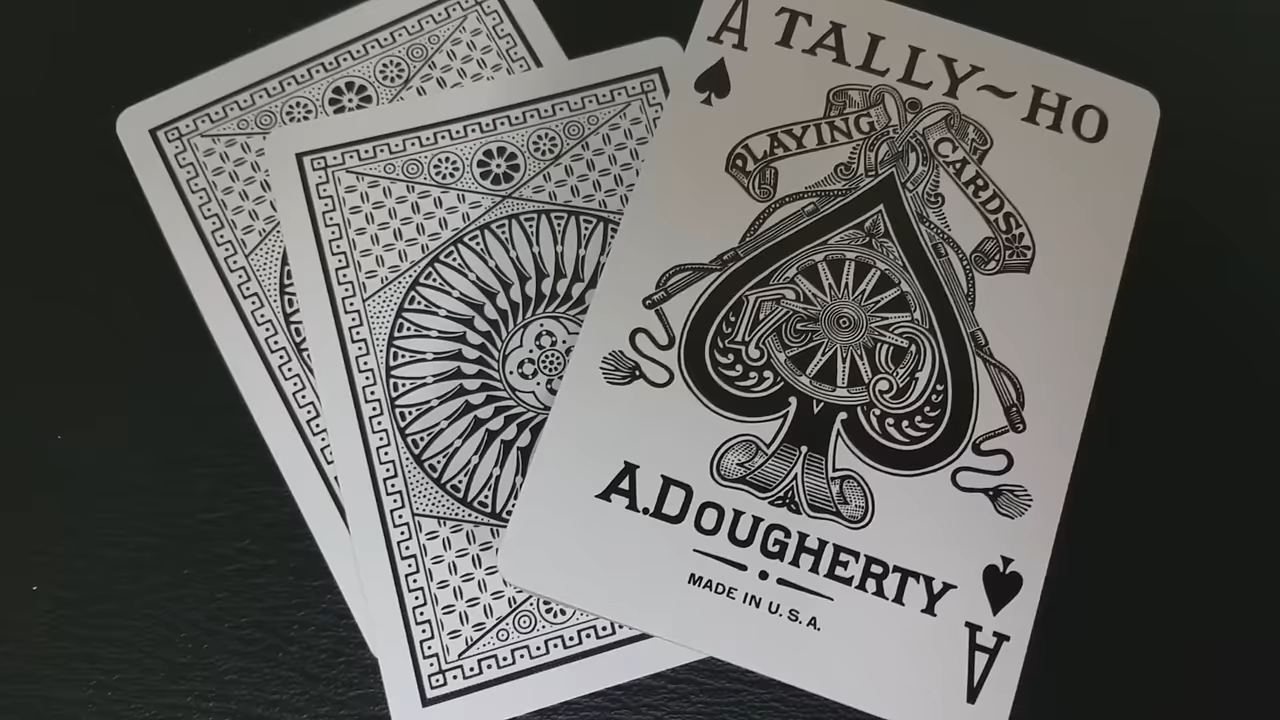 A
TALLY~HO
PLAYING CARDS
A.DOUGHERTY
MADE IN U.S.A.
A